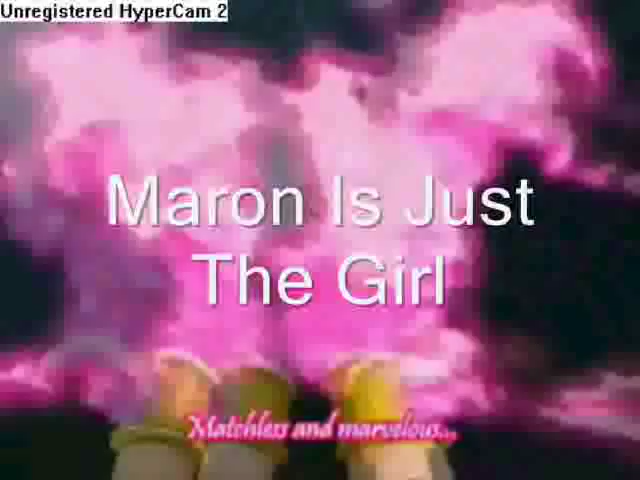 Unregistered HyperCam 2
Maron Is Just
The Girl
Matchless and marvelous...